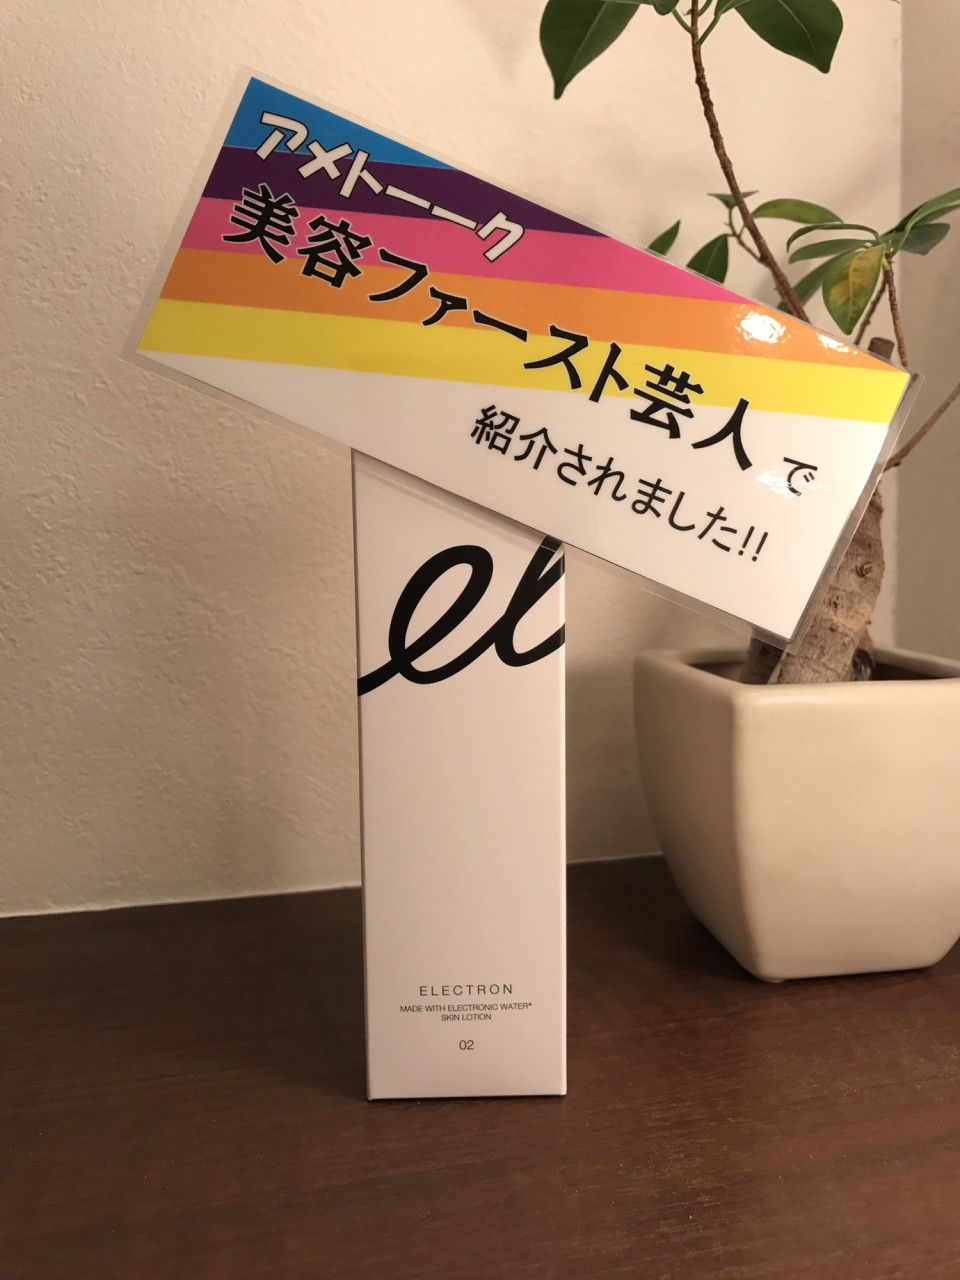 アメトーーク
美容ファースト芸人で
紹介されました!!
el
ELECTRON
MADE WITH ELECTRONIC WATER*
SKIN LOTION
02